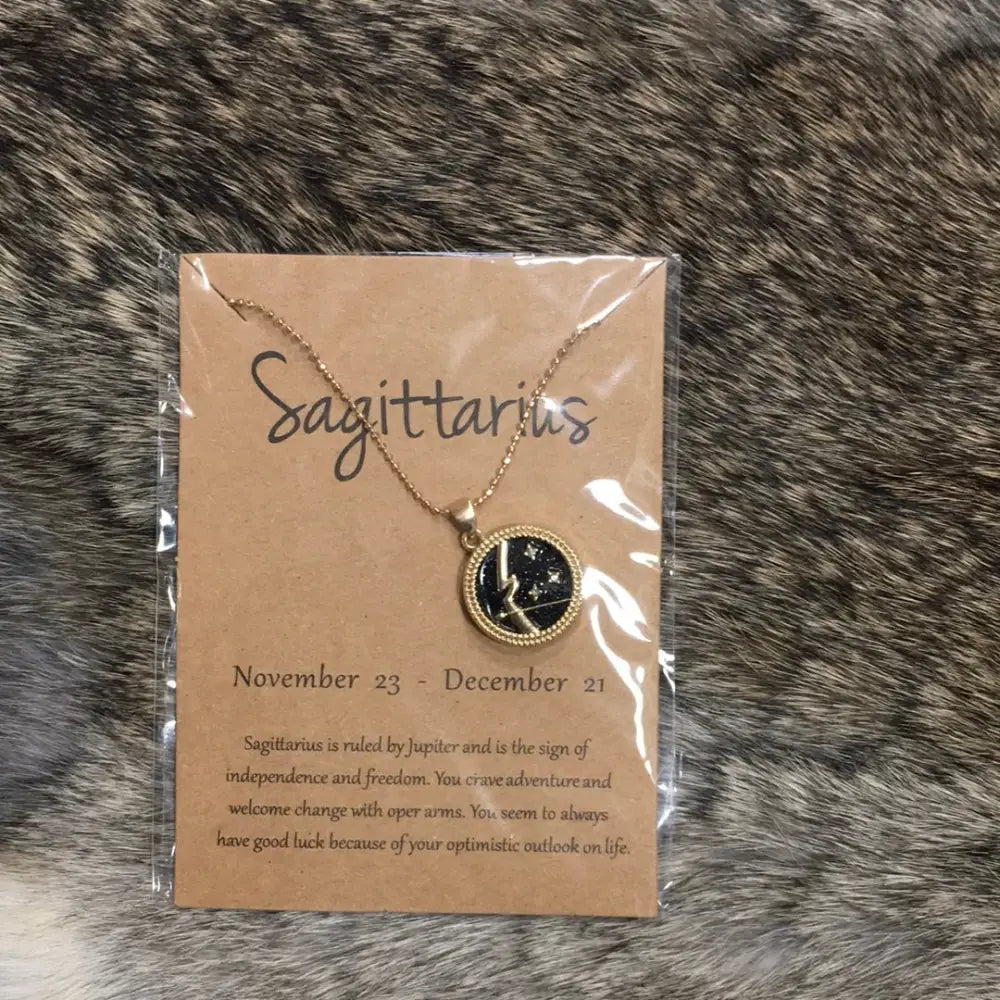 Sagittarius
November 23 - December 21
Sagittarius is ruled by Jupiter and is the sign of
independence and freedom. You crave adventure and
welcome change with oper arms. You seem to always
have good luck because of your optimistic outlook on life.